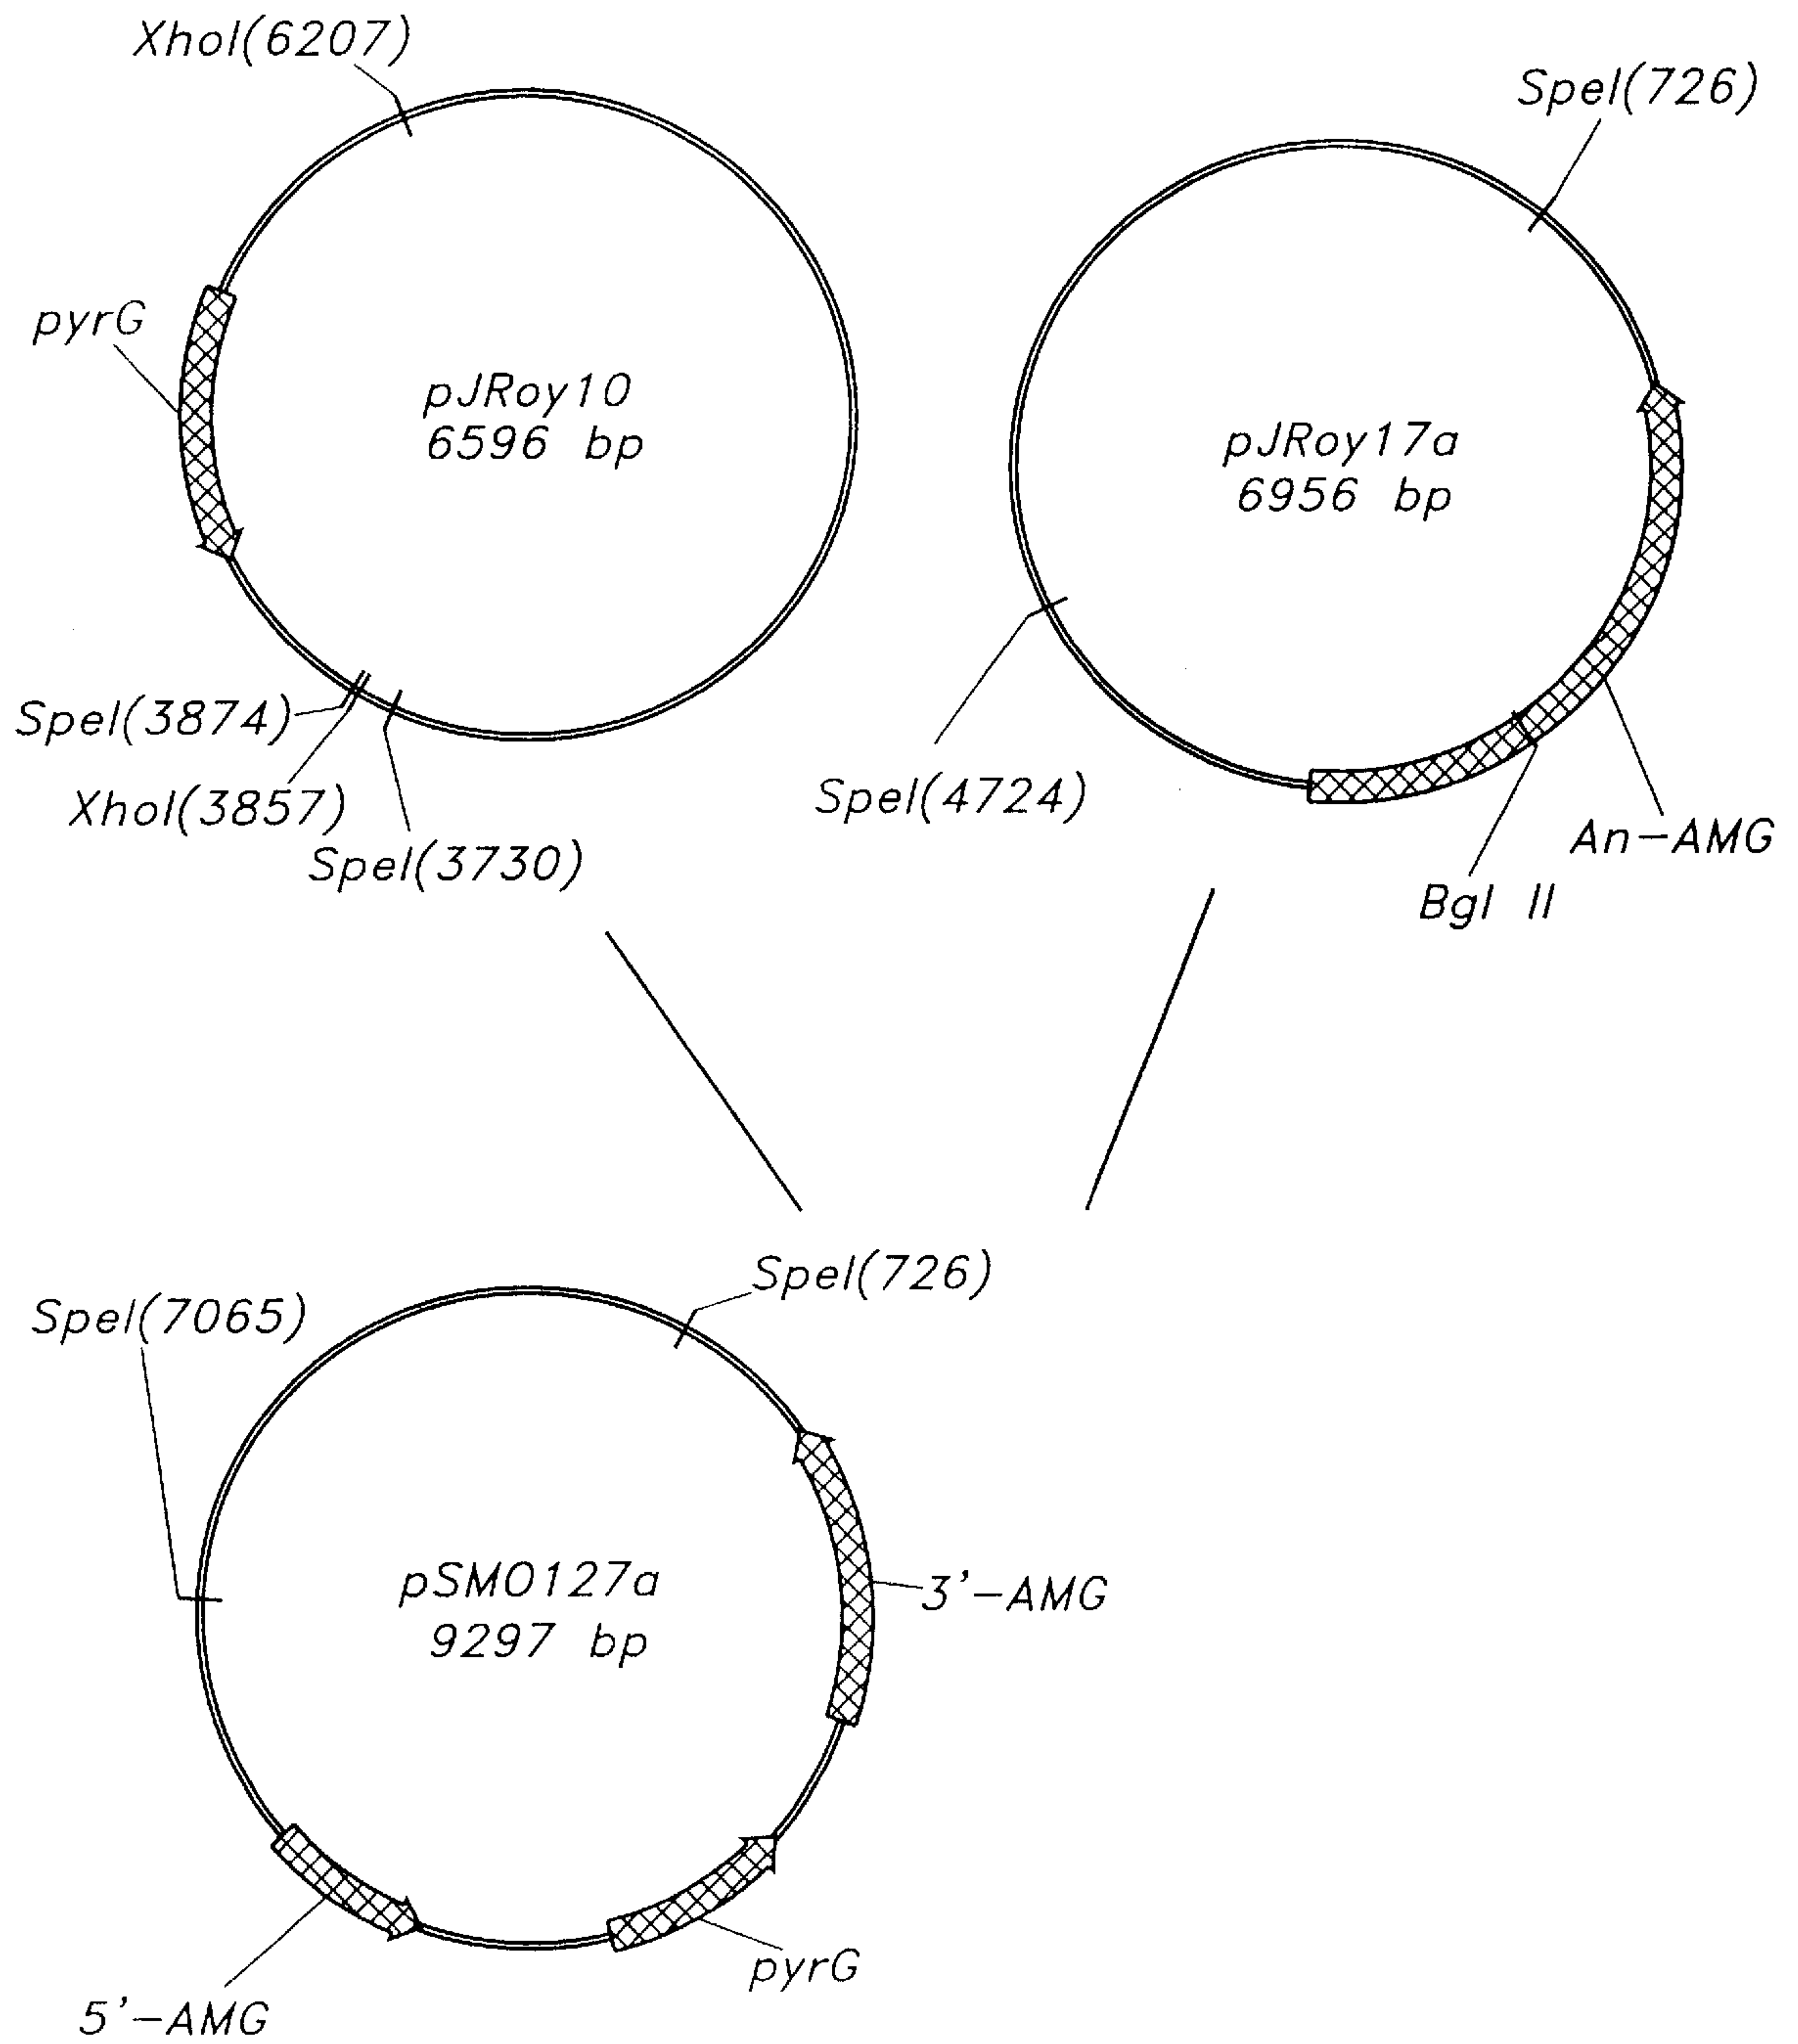 XhoI(6207)
SpeI(726)
pyrG
pJRoy10
6596 bp
pJRoy17a
6956 bp
SpeI(3874)
XhoI(3857)
SpeI(3730)
SpeI(4724)
An-AMG
Bgl II
SpeI(726)
SpeI(7065)
pSMO127a
9297 bp
3'-AMG
pyrG
5'-AMG